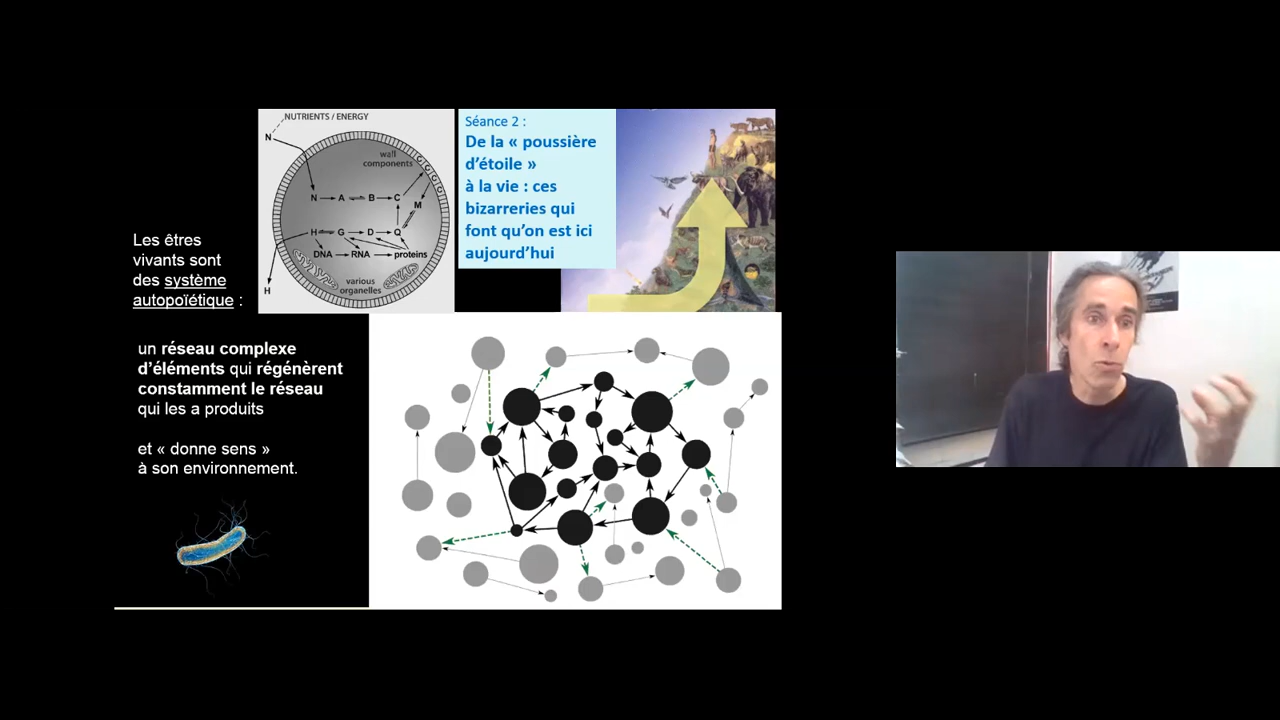 NUTRIENTS / ENERGY
N
wall
components
C
C
C
C
N A B C
M
H G D Q
DNA RNA proteins
various
organelles
H
Séance 2 :
De la « poussière
d’étoile »
à la vie : ces
bizarreries qui
font qu’on est ici
aujourd’hui
Les êtres
vivants sont
des système
autopoïétique :
un réseau complexe
d’éléments qui régénèrent
constamment le réseau
qui les a produits
et « donne sens »
à son environnement.